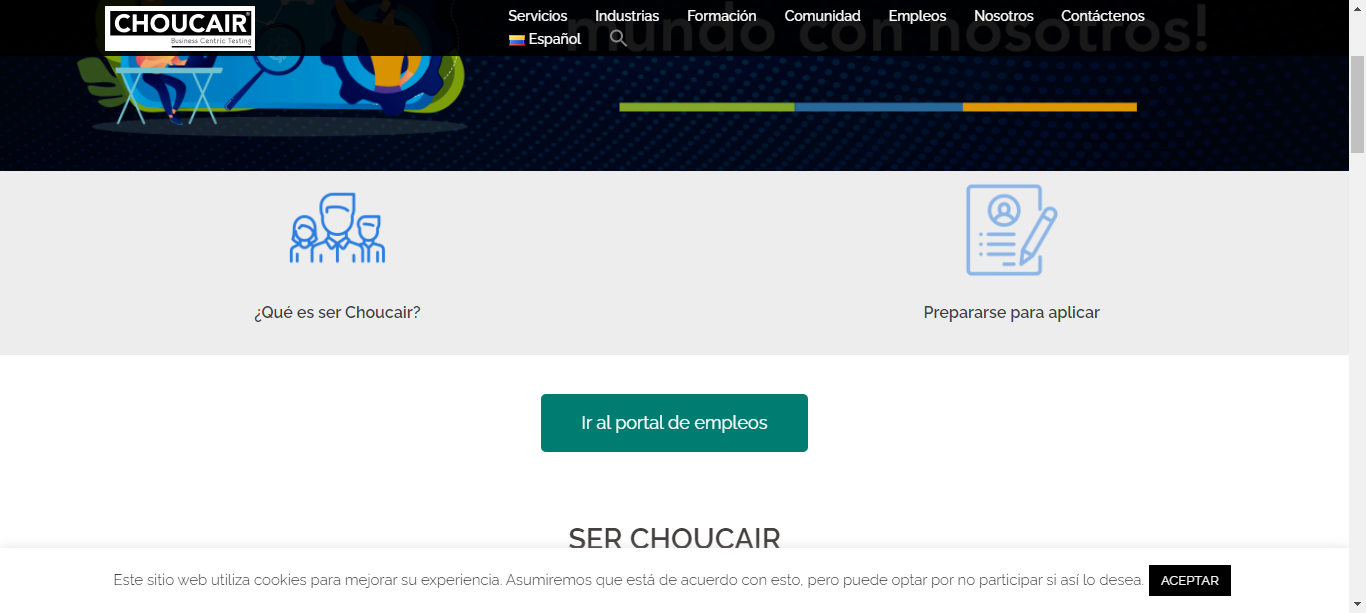 CHOUCAIR
Business Centric Testing
Servicios Industrias Formación Comunidad Empleos Nosotros Contáctenos
Español
mundo con nosotros!
¿Qué es ser Choucair?
Prepararse para aplicar
Ir al portal de empleos
SER CHOUCAIR
Este sitio web utiliza cookies para mejorar su experiencia. Asumiremos que está de acuerdo con esto, pero puede optar por no participar si así lo desea. ACEPTAR